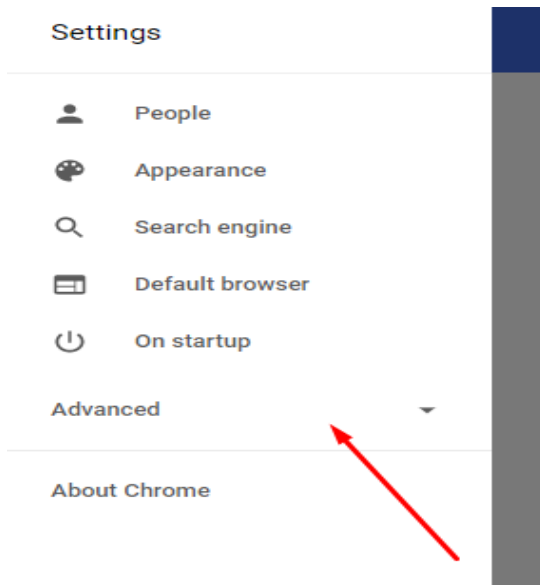 Settings
People
Appearance
Search engine
Default browser
On startup
Advanced
About Chrome